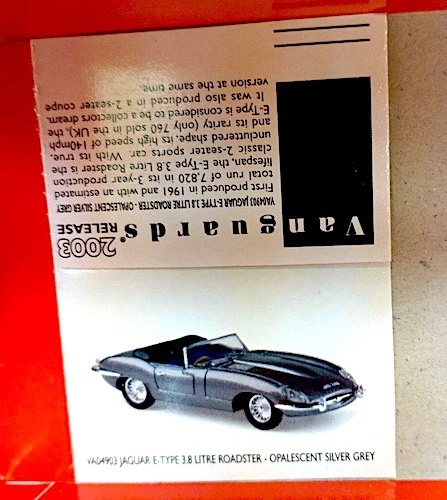 Vanguards®
2003
RELEASE
VA04903 JAGUAR E-TYPE 3.8 LITRE ROADSTER - OPALESCENT SILVER GREY
First produced in 1961 and with an estimated
total run of 7,820 in its 3-year production
lifespan, the E-Type 3.8 Litre Roadster is the
classic 2-seater sports car. With its true,
uncluttered shape, its high speed of 140mph
and its rarity (only 760 sold in the UK), the
E-Type is considered to be a collectors dream.
It was also produced in a 2-seater coupe
version at the same time.
VA04903 JAGUAR E-TYPE 3.8 LITRE ROADSTER - OPALESCENT SILVER GREY